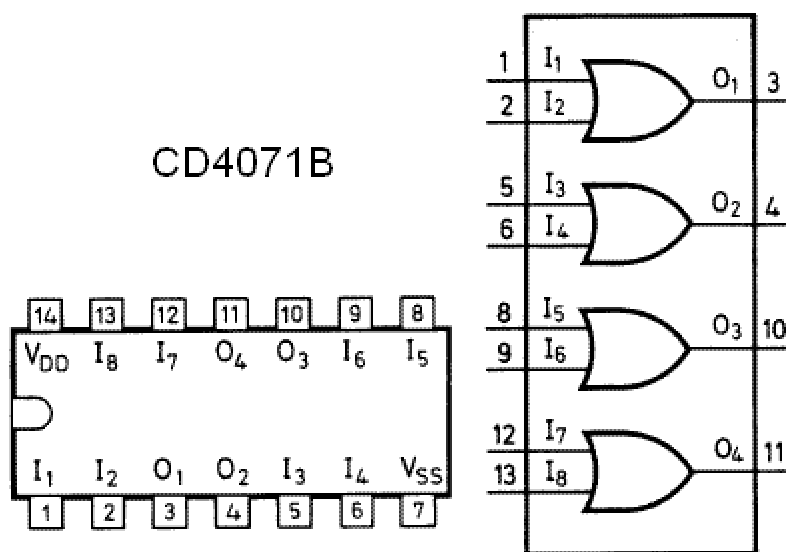 CD4071B
14 13 12 11 10 9 8
VDD I8 I7 O4 O3 I6 I5
I1 I2 O1 O2 I3 I4 VSS
1 2 3 4 5 6 7
1 I1 O1 3
2 I2
5 I3 O2 4
6 I4
8 I5 O3 10
9 I6
12 I7 O4 11
13 I8